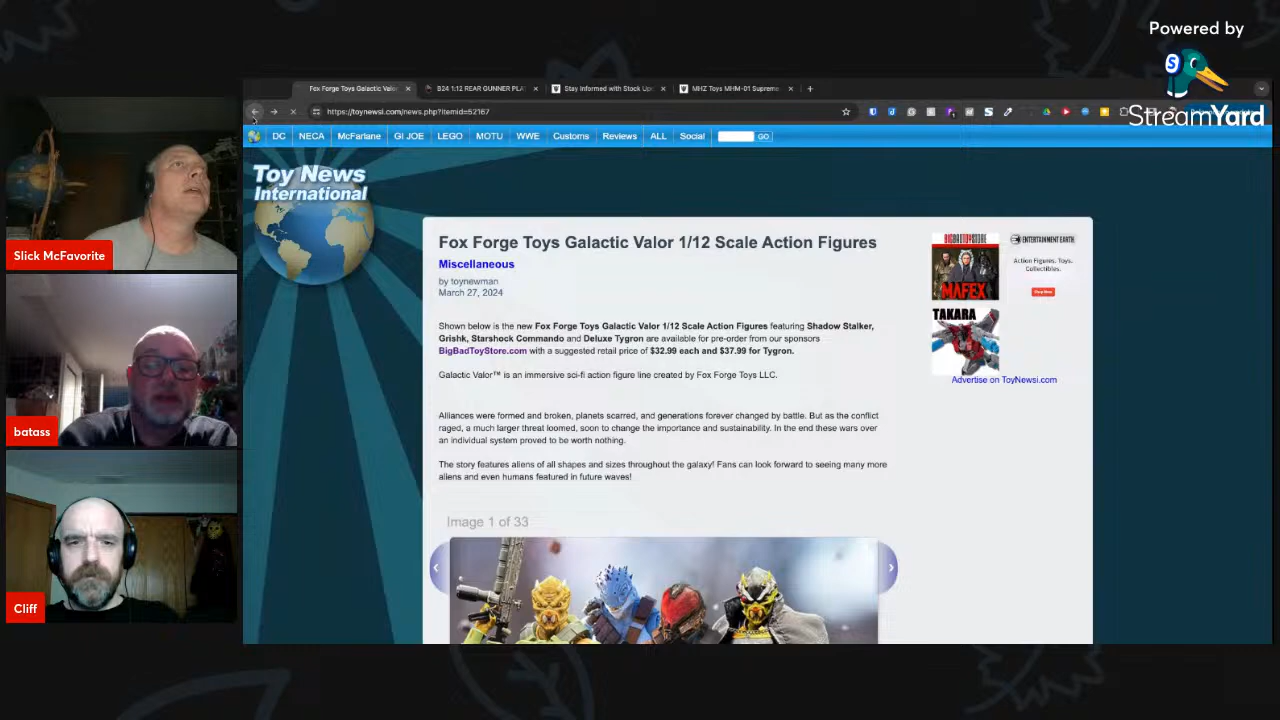 Powered by
StreamYard
Fox Forge Toys Galactic Valor
B24 1:12 REAR GUNNER PLA
Stay Informed with Stock Up
MHZ Toys MHM-01 Supreme
https://toynewsi.com/news.php?itemid=52167
DC NECA McFarlane GI JOE LEGO MOTU WWE Customs Reviews ALL Social GO
Toy News
International
Fox Forge Toys Galactic Valor 1/12 Scale Action Figures
Miscellaneous
by toynewman
March 27, 2024
Shown below is the new Fox Forge Toys Galactic Valor 1/12 Scale Action Figures featuring Shadow Stalker,
Grishk, Starshock Commando and Deluxe Tygron are available for pre-order from our sponsors
BigBadToyStore.com with a suggested retail price of $32.99 each and $37.99 for Tygron.
Galactic Valor™ is an immersive sci-fi action figure line created by Fox Forge Toys LLC.
Alliances were formed and broken, planets scarred, and generations forever changed by battle. But as the conflict
raged, a much larger threat loomed, soon to change the importance and sustainability. In the end these wars over
an individual system proved to be worth nothing.
The story features aliens of all shapes and sizes throughout the galaxy! Fans can look forward to seeing many more
aliens and even humans featured in future waves!
Image 1 of 33
BIGBADTOYSTORE
MAFEX
ENTERTAINMENT EARTH
Action Figures. Toys.
Collectibles.
TAKARA
Advertise on ToyNewsi.com
Slick McFavorite
batass
Cliff